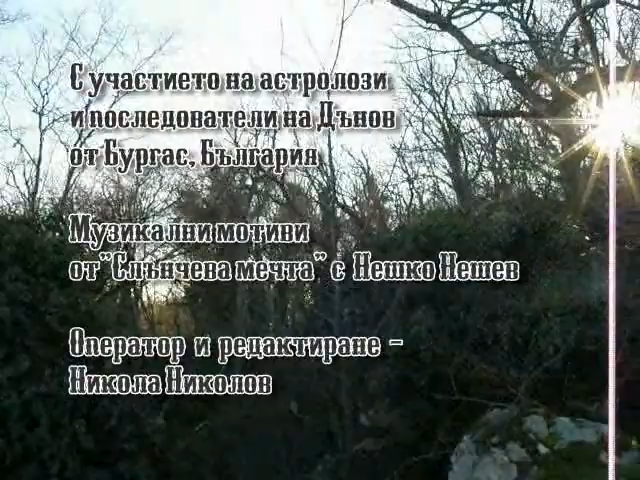 С участието на астролози
и последователи на Дънов
от Бургас, България
Музикални мотиви
от "Слънчева мечта" с Нешко Нешев
Оператор и редактиране -
Никола Николов